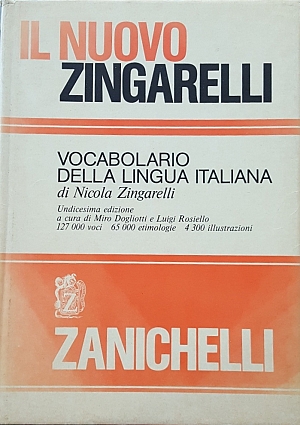 IL NUOVO
ZINGARELLI
VOCABOLARIO
DELLA LINGUA ITALIANA
di Nicola Zingarelli
Undicesima edizione
a cura di Miro Dogliotti e Luigi Rosiello
127 000 voci 65 000 etimologie 4 300 illustrazioni
Z
ZANICHELLI